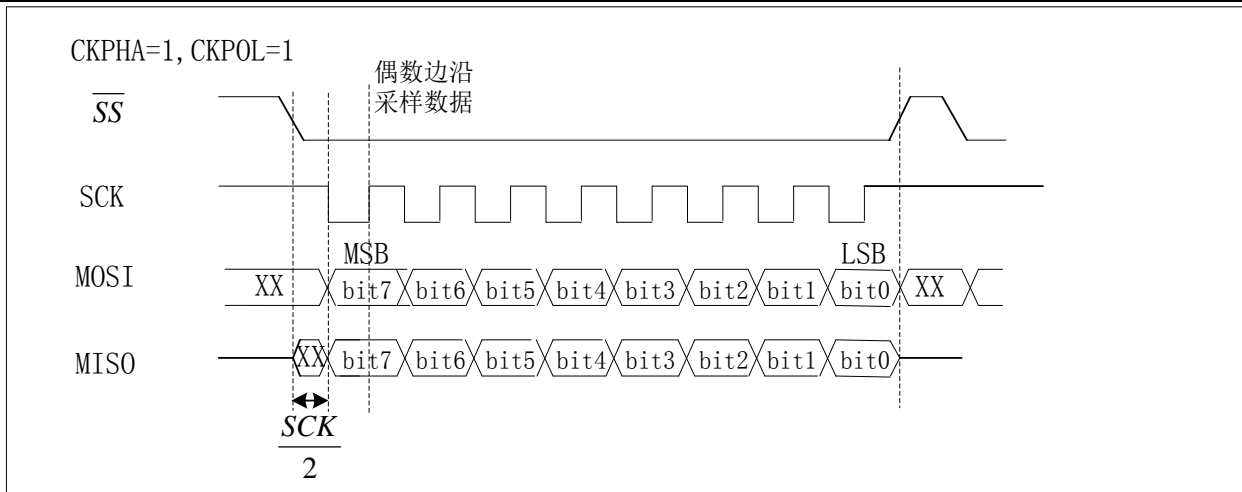 CKPHA=1, CKPOL=1
偶数边沿
采样数据
SS
SCK
MSB LSB
MOSI XX bit7 bit6 bit5 bit4 bit3 bit2 bit1 bit0 XX
MISO XX bit7 bit6 bit5 bit4 bit3 bit2 bit1 bit0
SCK
2